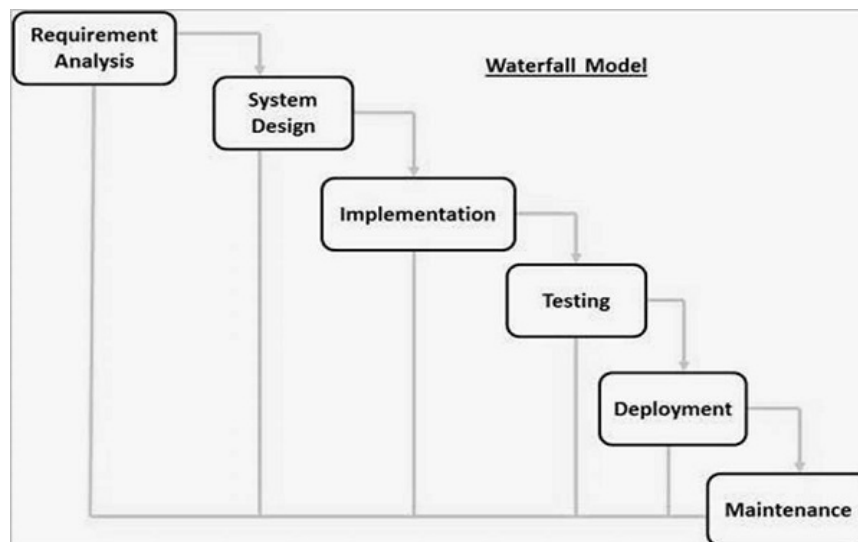 Requirement
Analysis
Waterfall Model
System
Design
Implementation
Testing
Deployment
Maintenance